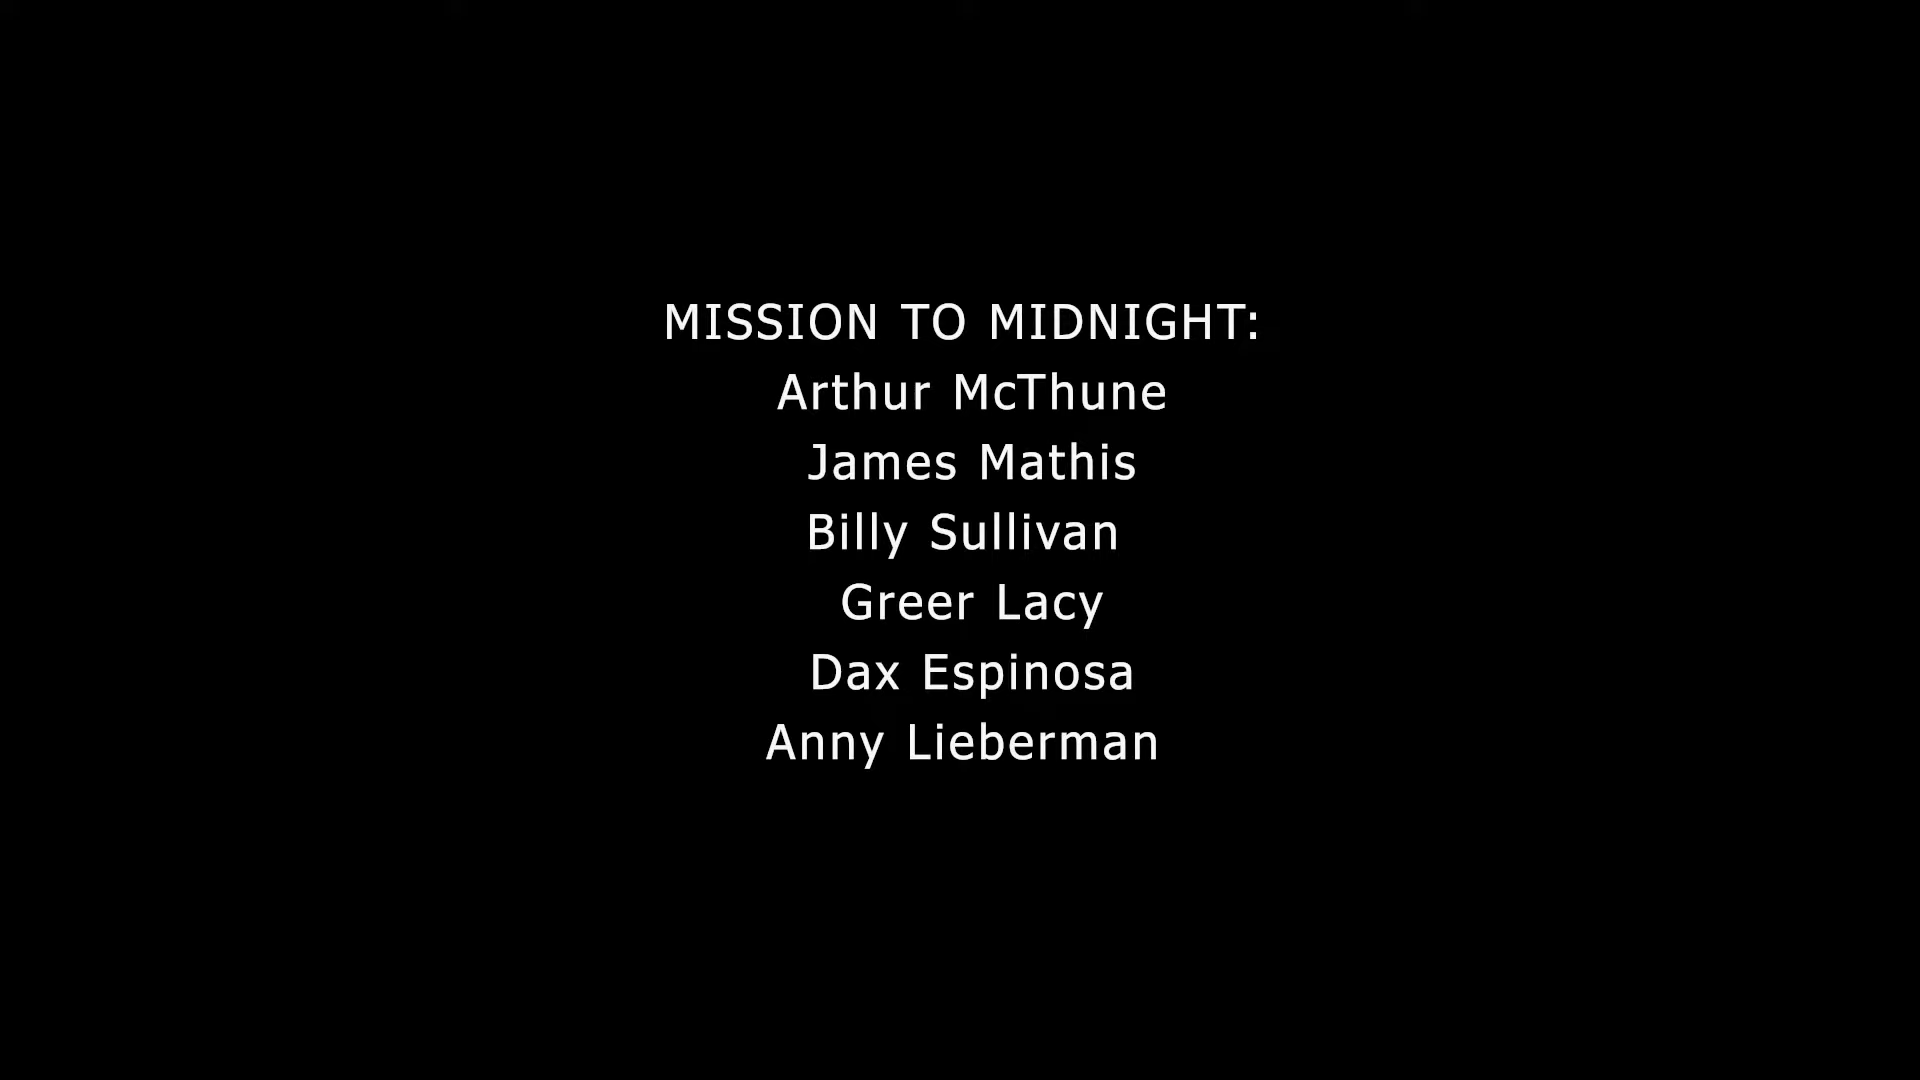 MISSION TO MIDNIGHT:
Arthur McThune
James Mathis
Billy Sullivan
Greer Lacy
Dax Espinosa
Anny Lieberman